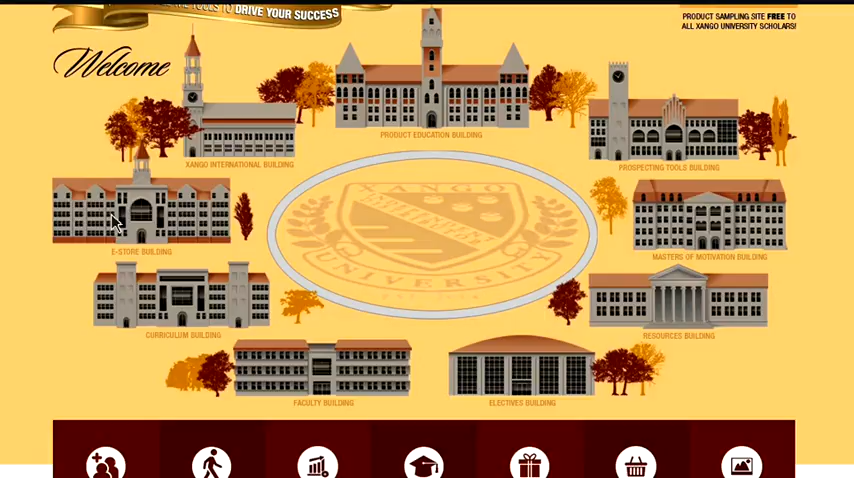 TO DRIVE YOUR SUCCESS
PRODUCT SAMPLING SITE FREE TO
ALL XANGO UNIVERSITY SCHOLARS!
Welcome
PRODUCT EDUCATION BUILDING
XANGO INTERNATIONAL BUILDING
PROSPECTING TOOLS BUILDING
XANGO
UNIVERSITY
E-STORE BUILDING
MASTERS OF MOTIVATION BUILDING
CURRICULUM BUILDING
RESOURCES BUILDING
FACULTY BUILDING
ELECTIVES BUILDING